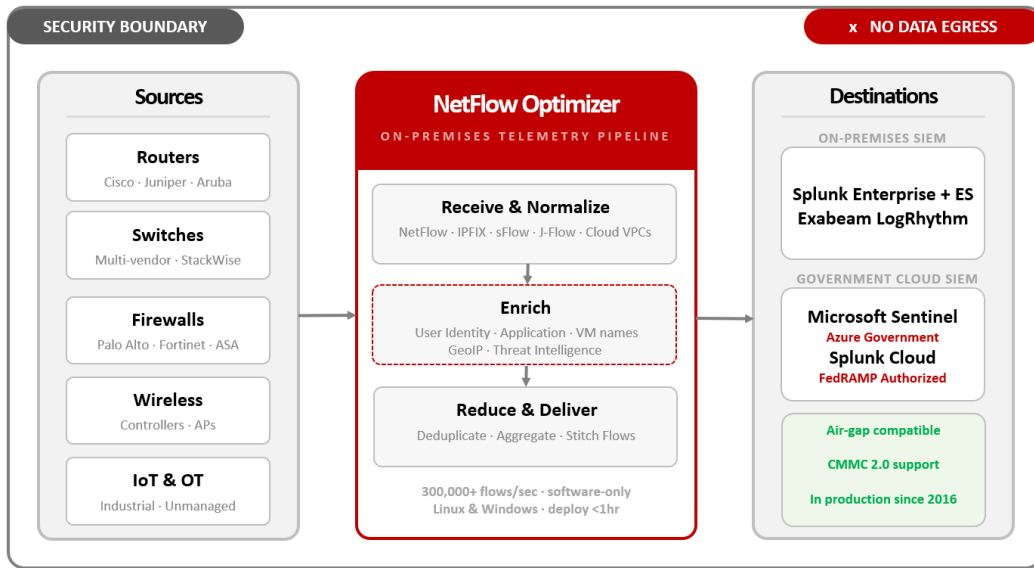 SECURITY BOUNDARY
x NO DATA EGRESS
Sources
Routers
Cisco · Juniper · Aruba
Switches
Multi-vendor · StackWise
Firewalls
Palo Alto · Fortinet · ASA
Wireless
Controllers · APs
IoT & OT
Industrial · Unmanaged
NetFlow Optimizer
ON-PREMISES TELEMETRY PIPELINE
Receive & Normalize
NetFlow · IPFIX · sFlow · J-Flow · Cloud VPCs
Enrich
User Identity · Application · VM names
GeoIP · Threat Intelligence
Reduce & Deliver
Deduplicate · Aggregate · Stitch Flows
300,000+ flows/sec · software-only
Linux & Windows · deploy <1hr
Destinations
ON-PREMISES SIEM
Splunk Enterprise + ES
Exabeam LogRhythm
GOVERNMENT CLOUD SIEM
Microsoft Sentinel
Azure Government
Splunk Cloud
FedRAMP Authorized
Air-gap compatible
CMMC 2.0 support
In production since 2016